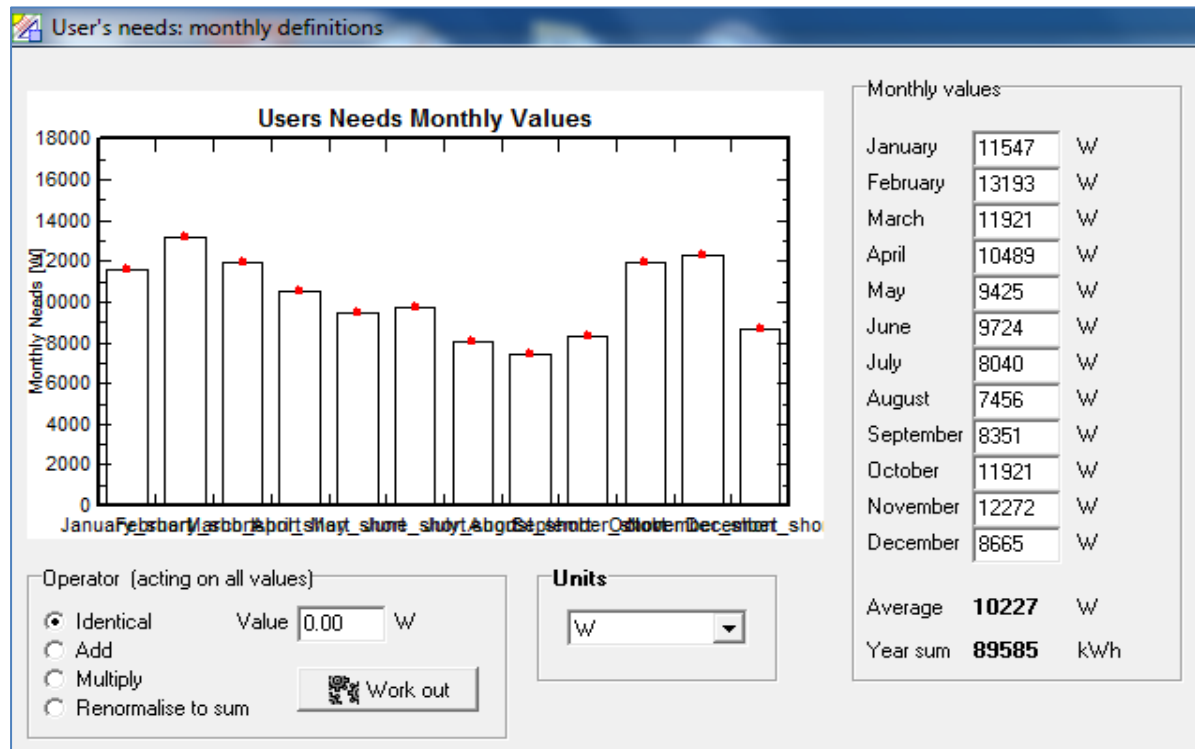 User's needs: monthly definitions
Users Needs Monthly Values
Monthly Needs [W]
18000
16000
14000
12000
10000
8000
6000
4000
2000
0
Operator (acting on all values)
Identical
Add
Multiply
Renormalise to sum
Value 0.00 W
Work out
Units
W
Monthly values
January 11547 W
February 13193 W
March 11921 W
April 10489 W
May 9425 W
June 9724 W
July 8040 W
August 7456 W
September 8351 W
October 11921 W
November 12272 W
December 8665 W
Average 10227 W
Year sum 89585 kWh